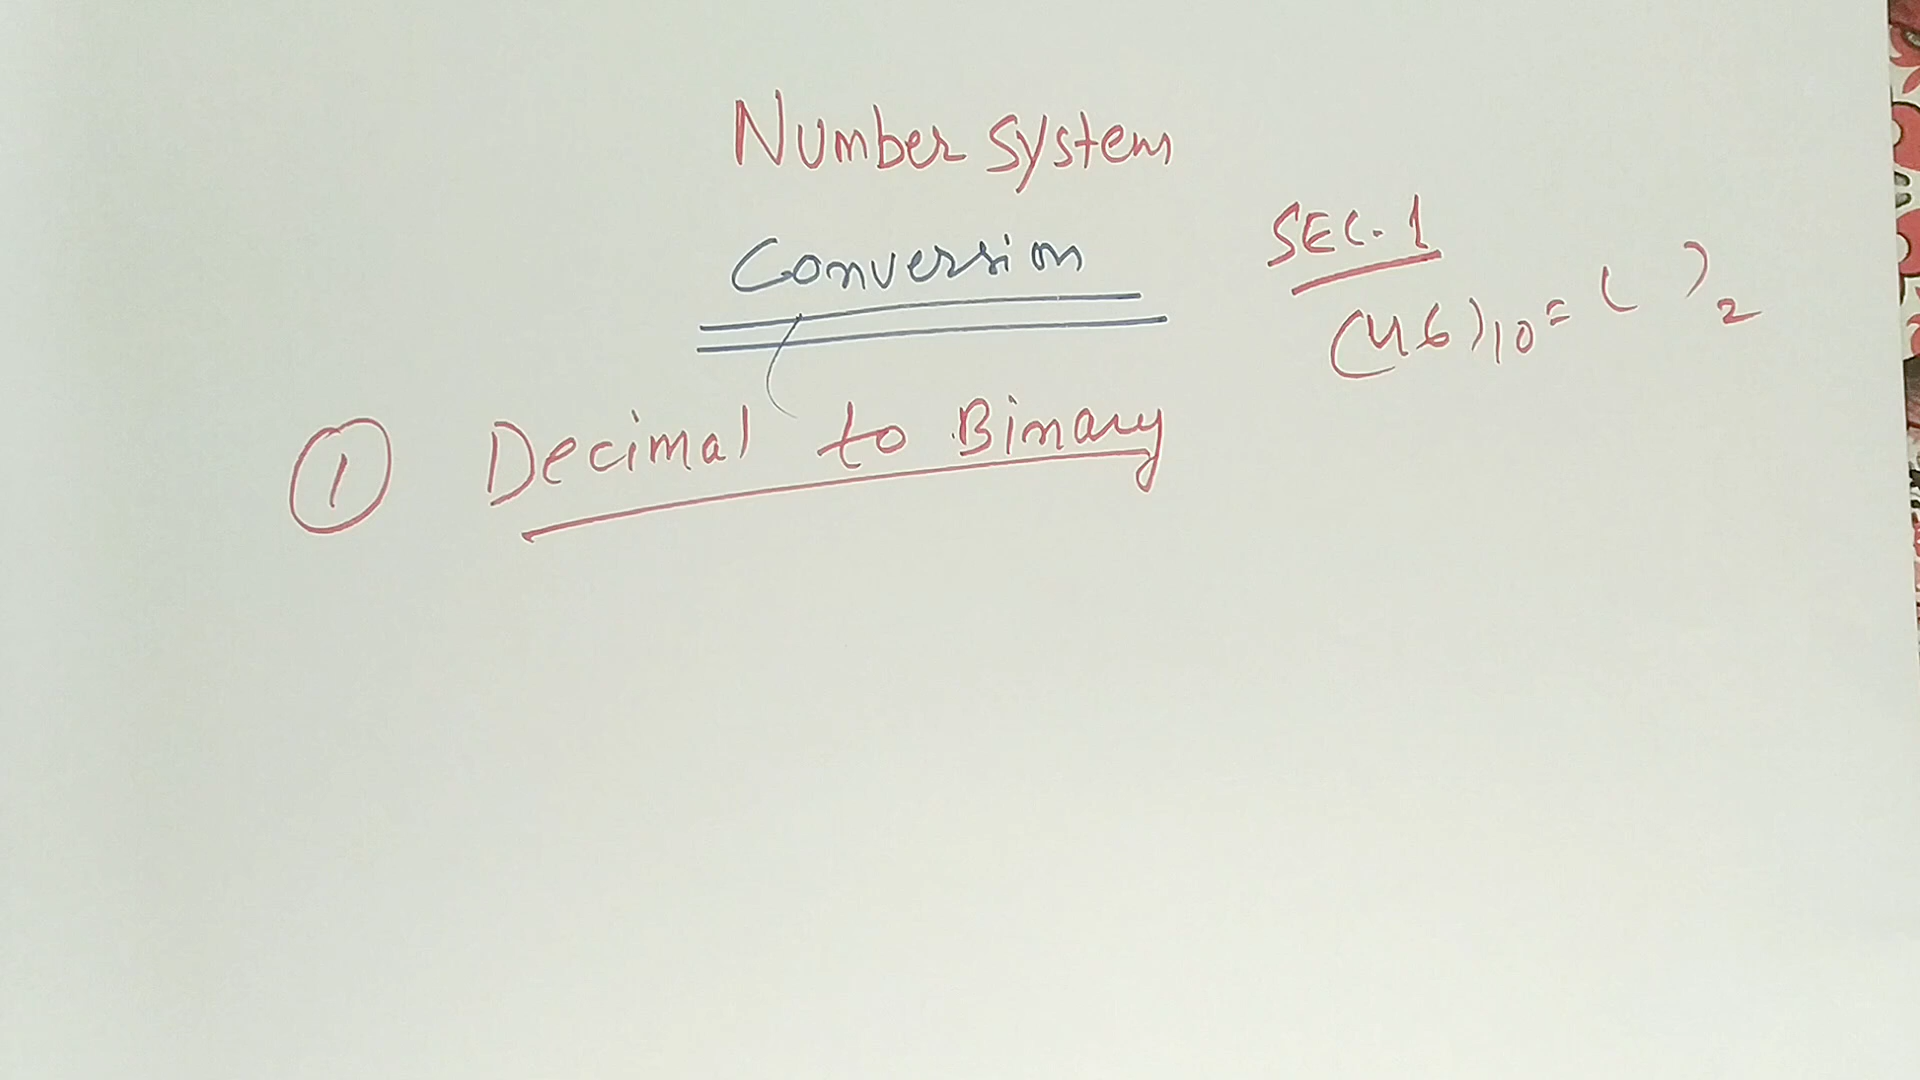 Number System
Conversion
SEC. 1
(46)10 = ( )2
1 Decimal to Binary